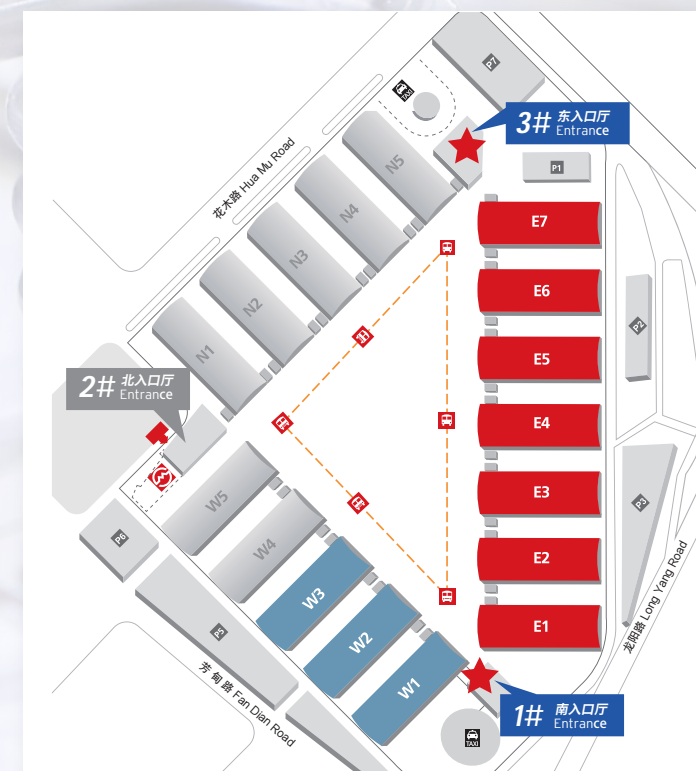 P7
TAXI
3# 东入口厅
Entrance
花木路 Hua Mu Road
N5
P1
N4
E7
N3
E6
N2
P2
N1
E5
2# 北入口厅
Entrance
E4
W5
E3
P3
W4
P6
E2
W3
龙阳路 Long Yang Road
E1
P5
W2
W1
芳甸路 Fan Dian Road
1# 南入口厅
Entrance
TAXI